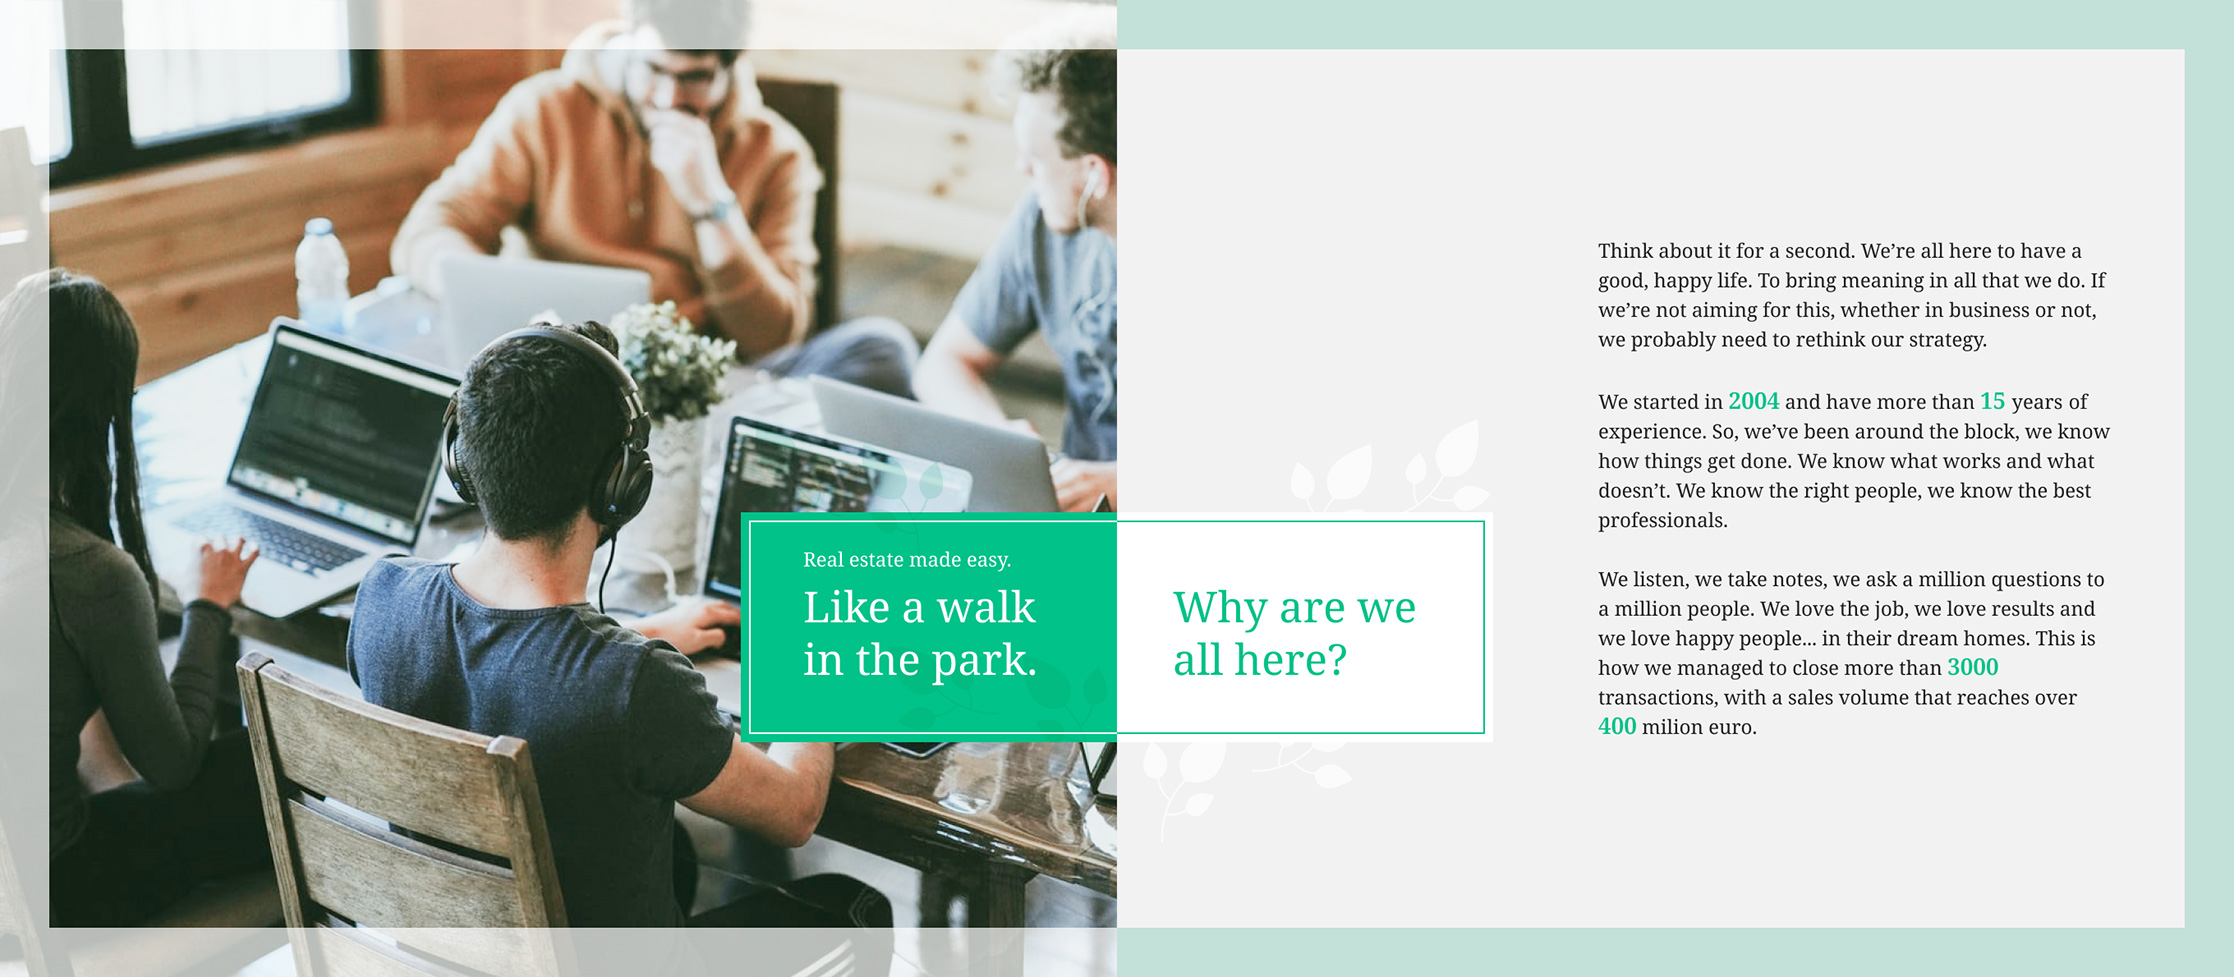 Real estate made easy.
Like a walk
in the park.
Why are we
all here?
Think about it for a second. We’re all here to have a
good, happy life. To bring meaning in all that we do. If
we’re not aiming for this, whether in business or not,
we probably need to rethink our strategy.
We started in 2004 and have more than 15 years of
experience. So, we’ve been around the block, we know
how things get done. We know what works and what
doesn’t. We know the right people, we know the best
professionals.
We listen, we take notes, we ask a million questions to
a million people. We love the job, we love results and
we love happy people... in their dream homes. This is
how we managed to close more than 3000
transactions, with a sales volume that reaches over
400 milion euro.